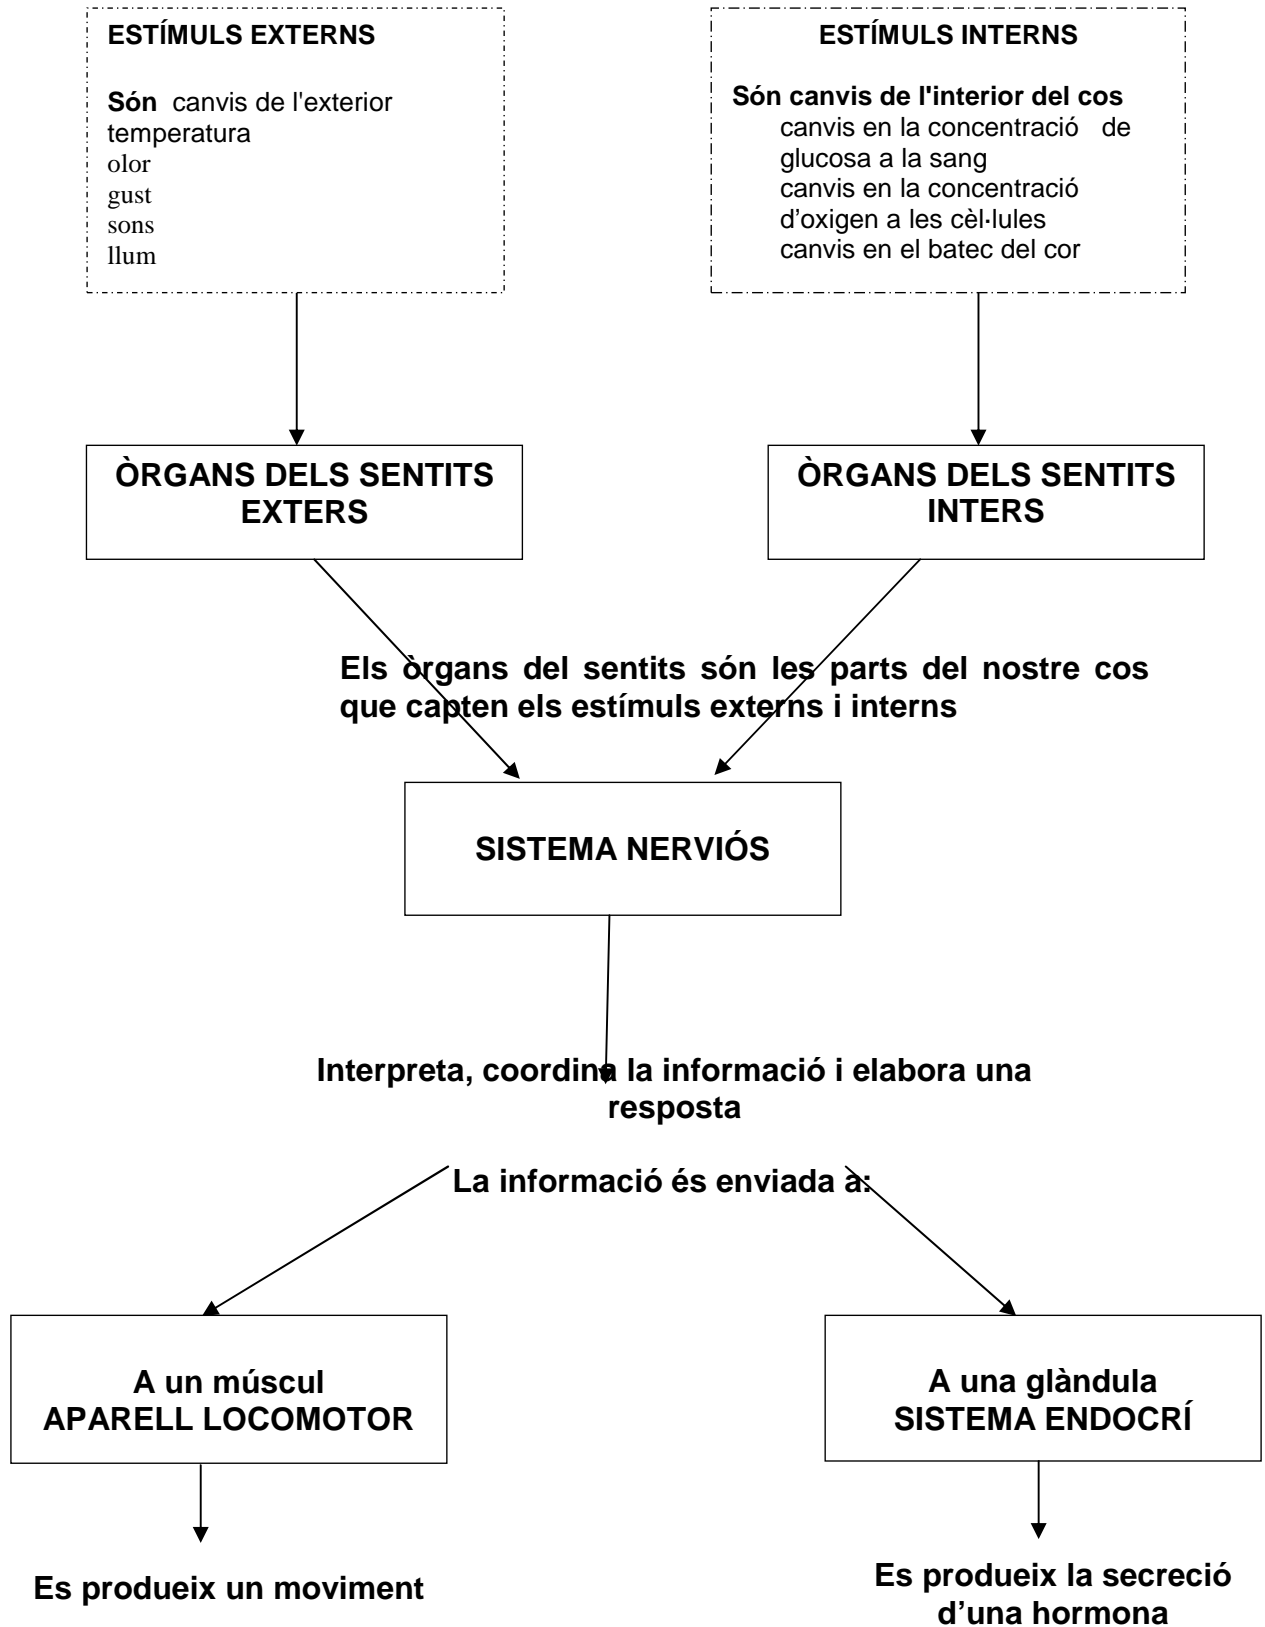 ESTÍMULS EXTERNS
Són canvis de l'exterior
temperatura
olor
gust
sons
llum
ESTÍMULS INTERNS
Són canvis de l'interior del cos
canvis en la concentració de
glucosa a la sang
canvis en la concentració
d’oxigen a les cèl·lules
canvis en el batec del cor
ÒRGANS DELS SENTITS
EXTERS
ÒRGANS DELS SENTITS
INTERS
Els òrgans del sentits són les parts del nostre cos
que capten els estímuls externs i interns
SISTEMA NERVIÓS
Interpreta, coordina la informació i elabora una
resposta
La informació és enviada a:
A un múscul
APARELL LOCOMOTOR
A una glàndula
SISTEMA ENDOCRÍ
Es produeix un moviment
Es produeix la secreció
d’una hormona